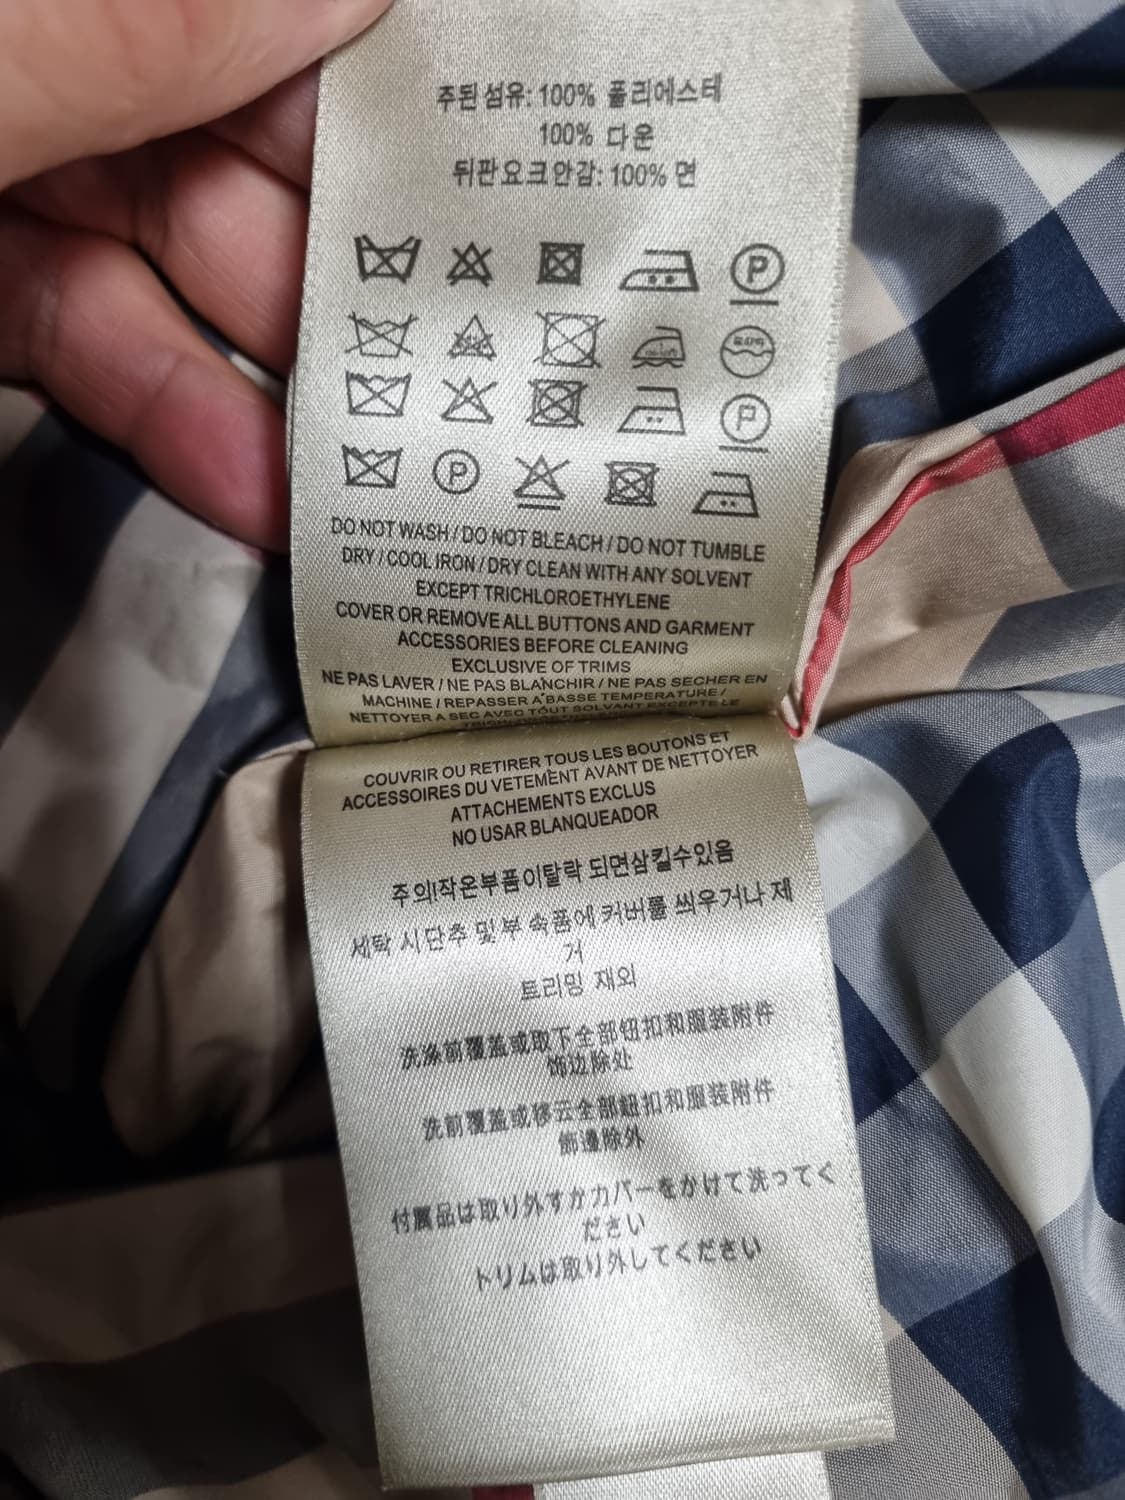 주된 섬유: 100% 폴리에스테
100% 다운
뒤판요크안감: 100% 면
P
P
P
DO NOT WASH / DO NOT BLEACH / DO NOT TUMBLE
DRY / COOL IRON / DRY CLEAN WITH ANY SOLVENT
EXCEPT TRICHLOROETHYLENE
COVER OR REMOVE ALL BUTTONS AND GARMENT
ACCESSORIES BEFORE CLEANING
EXCLUSIVE OF TRIMS
NE PAS LAVER / NE PAS BLANCHIR / NE PAS SECHER EN
MACHINE / REPASSER A BASSE TEMPERATURE /
NETTOYER A SEC AVEC TOUT SOLVANT EXCEPTE LE
COUVRIR OU RETIRER TOUS LES BOUTONS ET
ACCESSOIRES DU VETEMENT AVANT DE NETTOYER
ATTACHEMENTS EXCLUS
NO USAR BLANQUEADOR
주의!작은부품이탈락 되면삼킬수있음
세탁 시단추 및부 속품에 커버를 씌우거나 제
거
트리밍 재외
洗涤前覆盖或取下全部钮扣和服装附件
饰边除处
洗前覆蓋或移云全部鈕扣和服装附件
飾邊除外
付属品は取り外すかカバーをかけて洗ってく
ださい
トリムは取り外してください